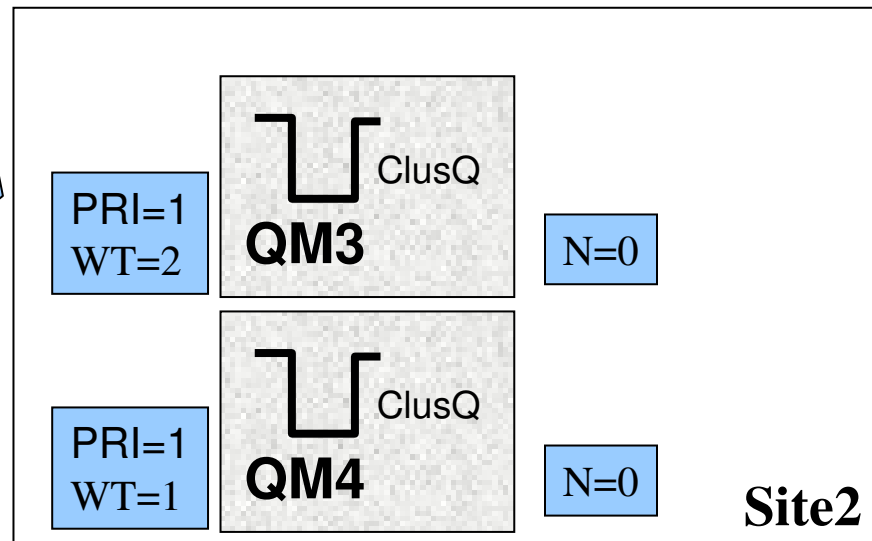 ClusQ
PRI=1
WT=2
QM3
N=0
ClusQ
PRI=1
WT=1
QM4
N=0
Site2